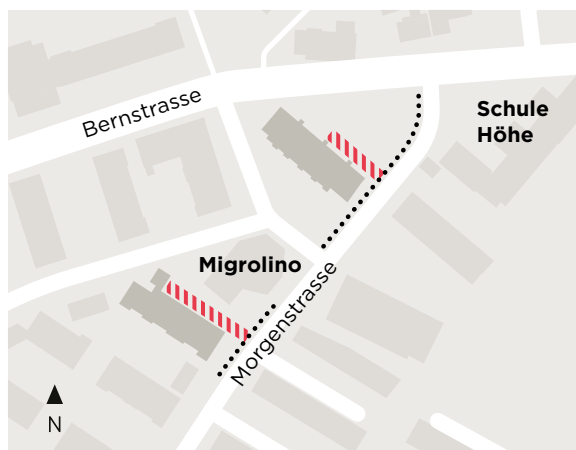 Bernstrasse
Schule
Höhe
Migrolino
Morgenstrasse
N